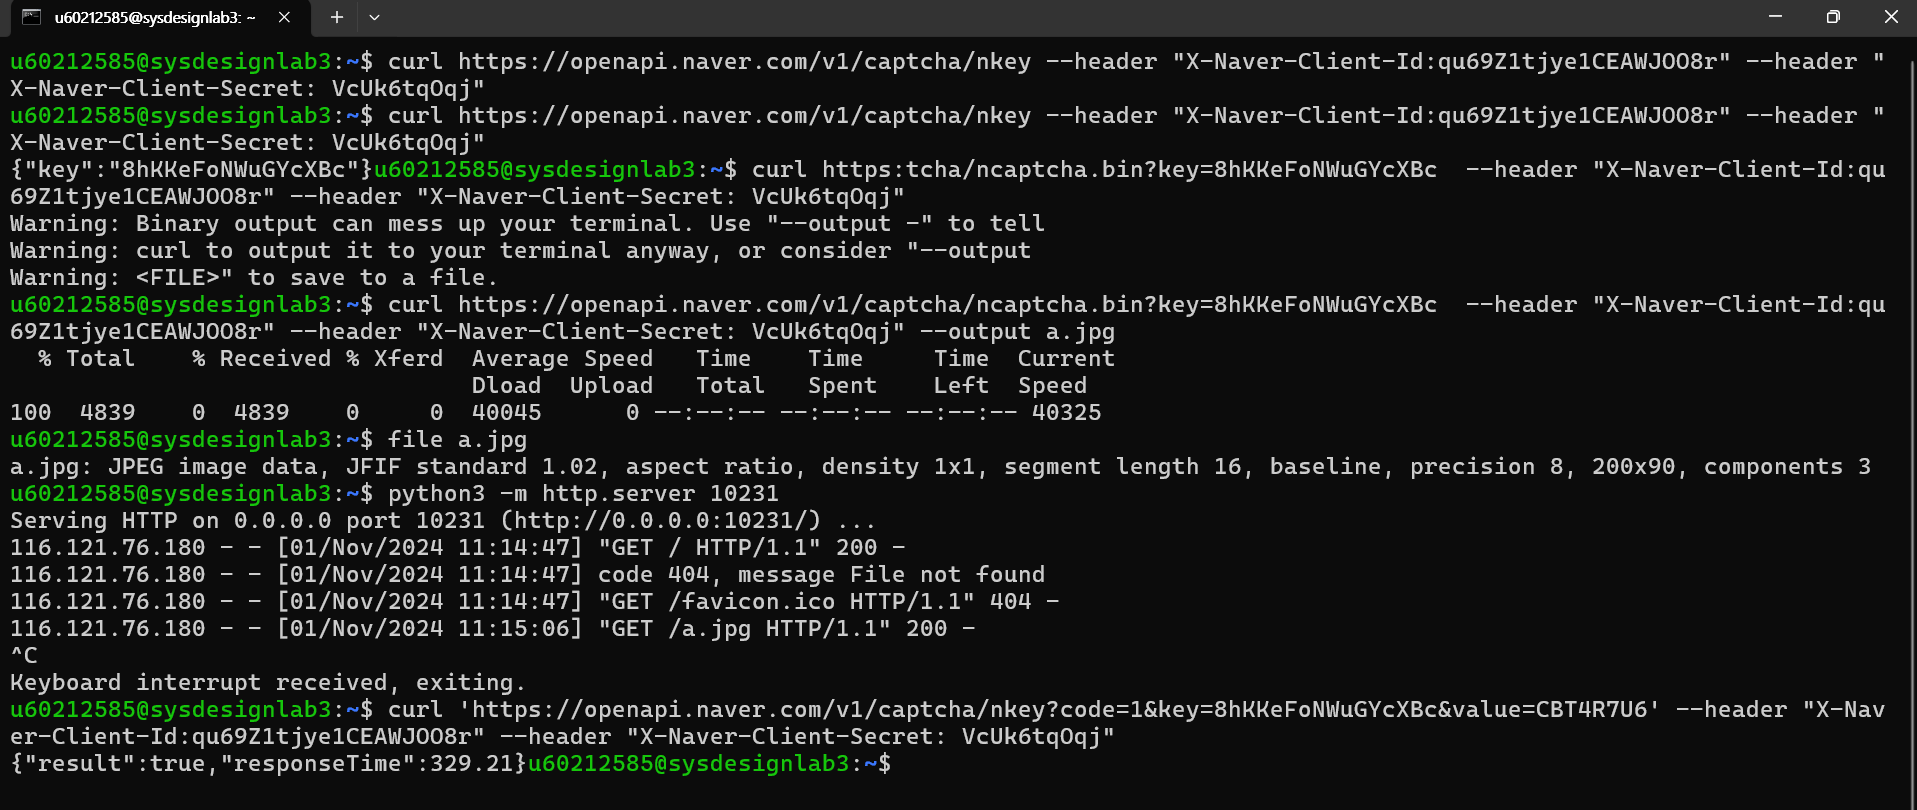 u60212585@sysdesignlab3: ~
u60212585@sysdesignlab3:~$ curl https://openapi.naver.com/v1/captcha/nkey --header "X-Naver-Client-Id:qu69Z1tjye1CEAWJOO8r" --header "
X-Naver-Client-Secret: VcUk6tqOqj"
u60212585@sysdesignlab3:~$ curl https://openapi.naver.com/v1/captcha/nkey --header "X-Naver-Client-Id:qu69Z1tjye1CEAWJOO8r" --header "
X-Naver-Client-Secret: VcUk6tqOqj"
{"key":"8hKKeFoNWuGYcXBc"}u60212585@sysdesignlab3:~$ curl https:tcha/ncaptcha.bin?key=8hKKeFoNWuGYcXBc  --header "X-Naver-Client-Id:qu
69Z1tjye1CEAWJOO8r" --header "X-Naver-Client-Secret: VcUk6tqOqj"
Warning: Binary output can mess up your terminal. Use "--output -" to tell
Warning: curl to output it to your terminal anyway, or consider "--output
Warning: <FILE>" to save to a file.
u60212585@sysdesignlab3:~$ curl https://openapi.naver.com/v1/captcha/ncaptcha.bin?key=8hKKeFoNWuGYcXBc  --header "X-Naver-Client-Id:qu
69Z1tjye1CEAWJOO8r" --header "X-Naver-Client-Secret: VcUk6tqOqj" --output a.jpg
  % Total    % Received % Xferd  Average Speed   Time    Time     Time  Current
                                 Dload  Upload   Total   Spent    Left  Speed
100  4839    0  4839    0     0  40045      0 --:--:-- --:--:-- --:--:-- 40325
u60212585@sysdesignlab3:~$ file a.jpg
a.jpg: JPEG image data, JFIF standard 1.02, aspect ratio, density 1x1, segment length 16, baseline, precision 8, 200x90, components 3
u60212585@sysdesignlab3:~$ python3 -m http.server 10231
Serving HTTP on 0.0.0.0 port 10231 (http://0.0.0.0:10231/) ...
116.121.76.180 - - [01/Nov/2024 11:14:47] "GET / HTTP/1.1" 200 -
116.121.76.180 - - [01/Nov/2024 11:14:47] code 404, message File not found
116.121.76.180 - - [01/Nov/2024 11:14:47] "GET /favicon.ico HTTP/1.1" 404 -
116.121.76.180 - - [01/Nov/2024 11:15:06] "GET /a.jpg HTTP/1.1" 200 -
^C
Keyboard interrupt received, exiting.
u60212585@sysdesignlab3:~$ curl 'https://openapi.naver.com/v1/captcha/nkey?code=1&key=8hKKeFoNWuGYcXBc&value=CBT4R7U6' --header "X-Nav
er-Client-Id:qu69Z1tjye1CEAWJOO8r" --header "X-Naver-Client-Secret: VcUk6tqOqj"
{"result":true,"responseTime":329.21}u60212585@sysdesignlab3:~$